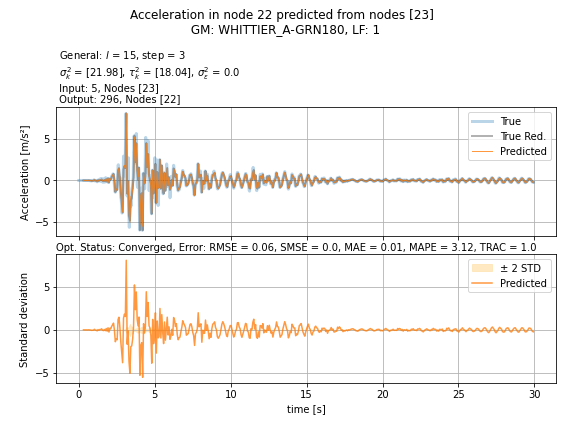 Acceleration in node 22 predicted from nodes [23]
GM: WHITTIER_A-GRN180, LF: 1
General: l = 15, step = 3
σ²ₖ = [21.98], τ²ₖ = [18.04], σ²ε = 0.0
Input: 5, Nodes [23]
Output: 296, Nodes [22]
Acceleration [m/s²]
5
0
−5
True
True Red.
Predicted
Opt. Status: Converged, Error: RMSE = 0.06, SMSE = 0.0, MAE = 0.01, MAPE = 3.12, TRAC = 1.0
Standard deviation
5
0
−5
± 2 STD
Predicted
0 5 10 15 20 25 30
time [s]